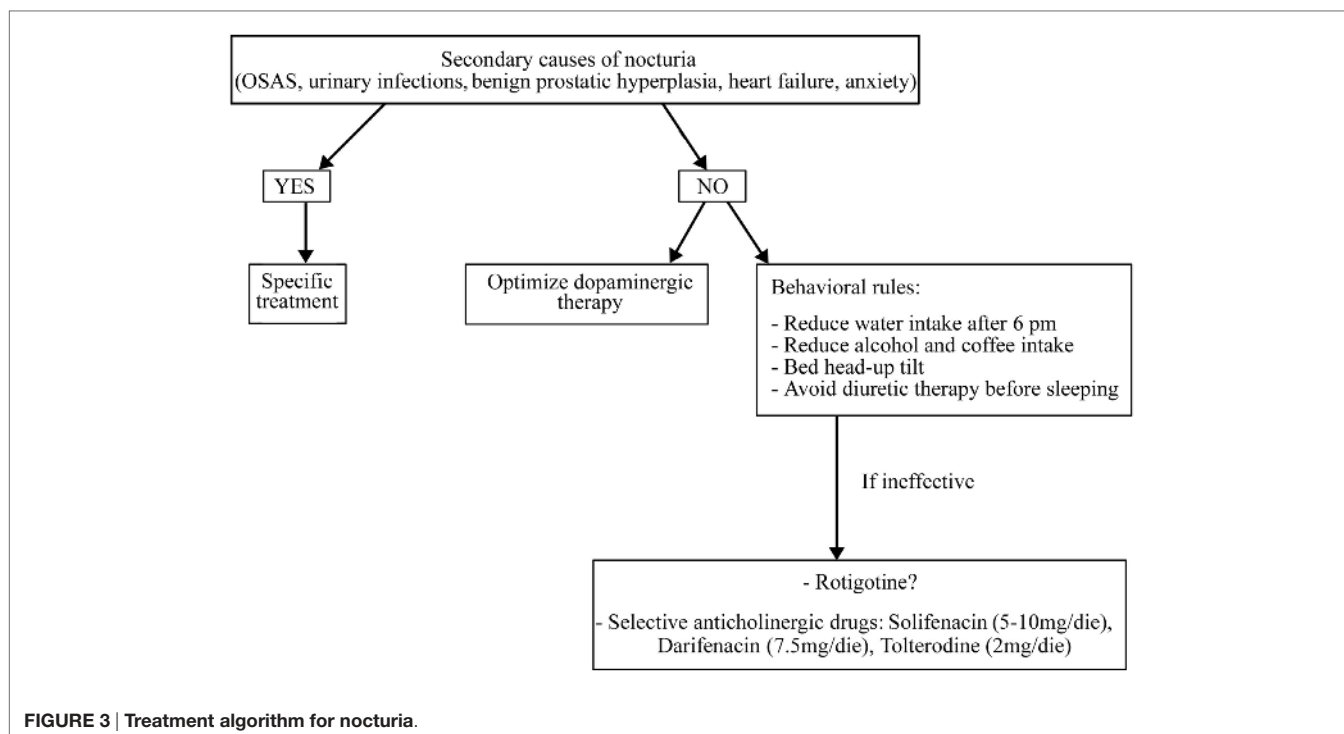 Secondary causes of nocturia
(OSAS, urinary infections, benign prostatic hyperplasia, heart failure, anxiety)
YES
NO
Specific
treatment
Optimize dopaminergic
therapy
Behavioral rules:
- Reduce water intake after 6 pm
- Reduce alcohol and coffee intake
- Bed head-up tilt
- Avoid diuretic therapy before sleeping
If ineffective
- Rotigotine?
- Selective anticholinergic drugs: Solifenacin (5-10mg/die),
Darifenacin (7.5mg/die), Tolterodine (2mg/die)
FIGURE 3 | Treatment algorithm for nocturia.